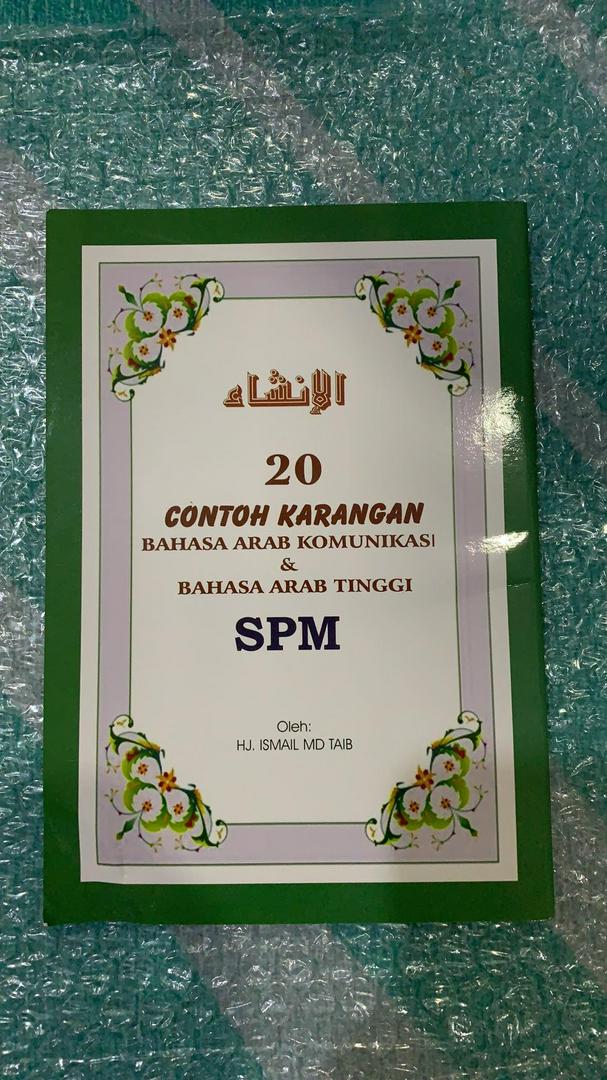 الإنشاء
20
CONTOH KARANGAN
BAHASA ARAB KOMUNIKASI
&
BAHASA ARAB TINGGI
SPM
Oleh:
HJ. ISMAIL MD TAIB